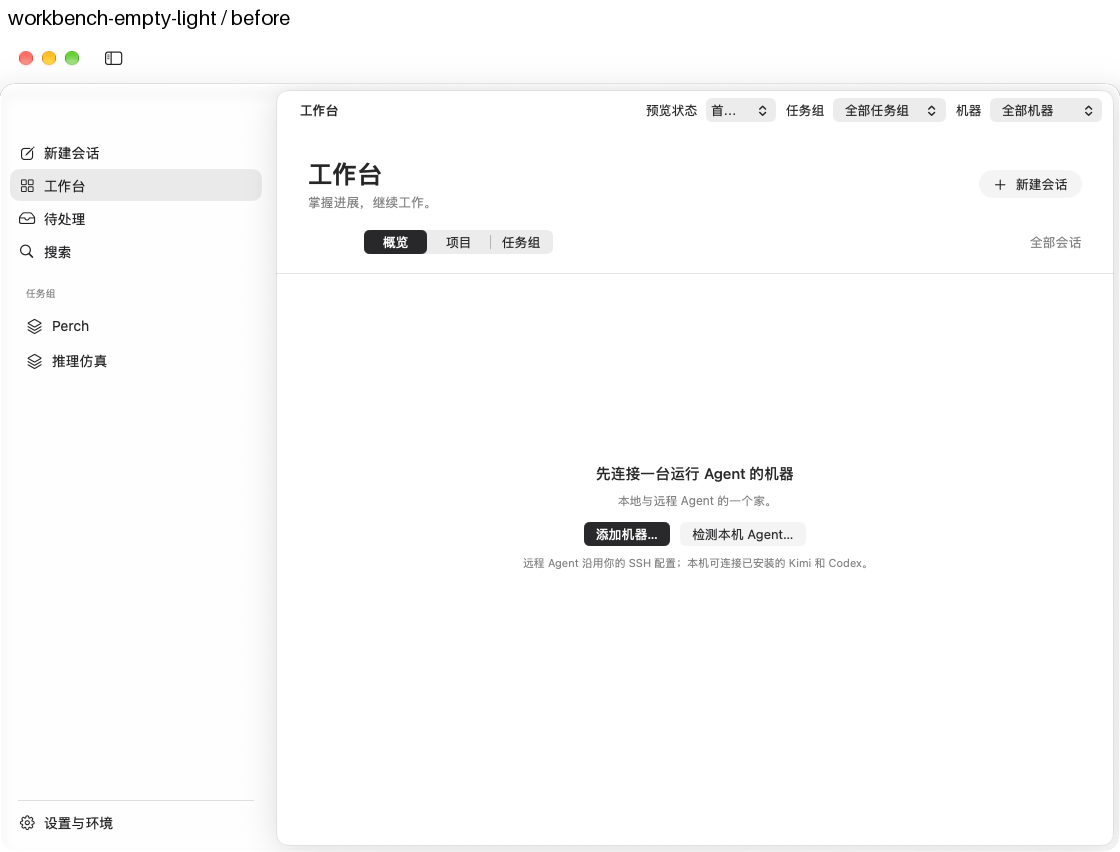 workbench-empty-light / before
工作台
预览状态 首... 任务组 全部任务组 机器 全部机器
新建会话
工作台
待处理
搜索
任务组
Perch
推理仿真
设置与环境
工作台
掌握进展，继续工作。
新建会话
概览 项目 任务组
全部会话
先连接一台运行 Agent 的机器
本地与远程 Agent 的一个家。
添加机器... 检测本机 Agent...
远程 Agent 沿用你的 SSH 配置；本机可连接已安装的 Kimi 和 Codex。